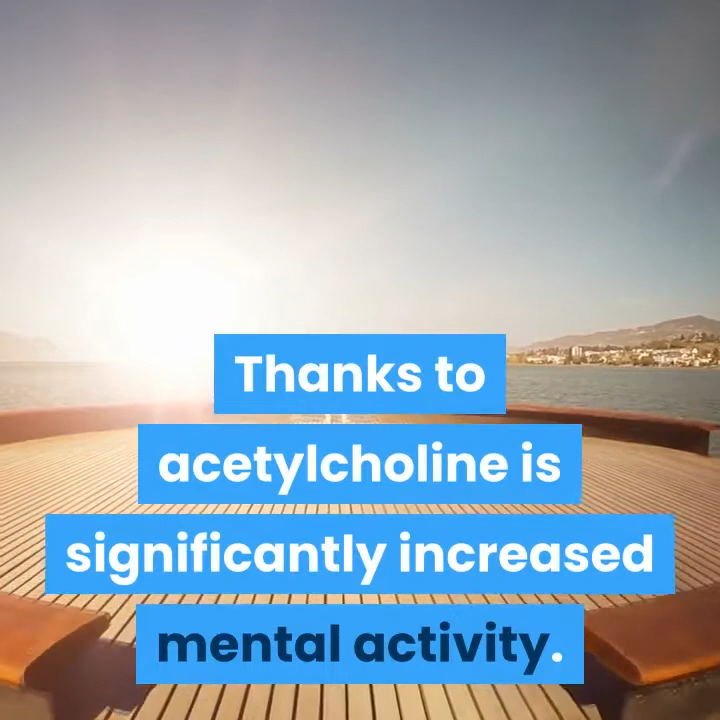 Thanks to
acetylcholine is
significantly increased
mental activity.